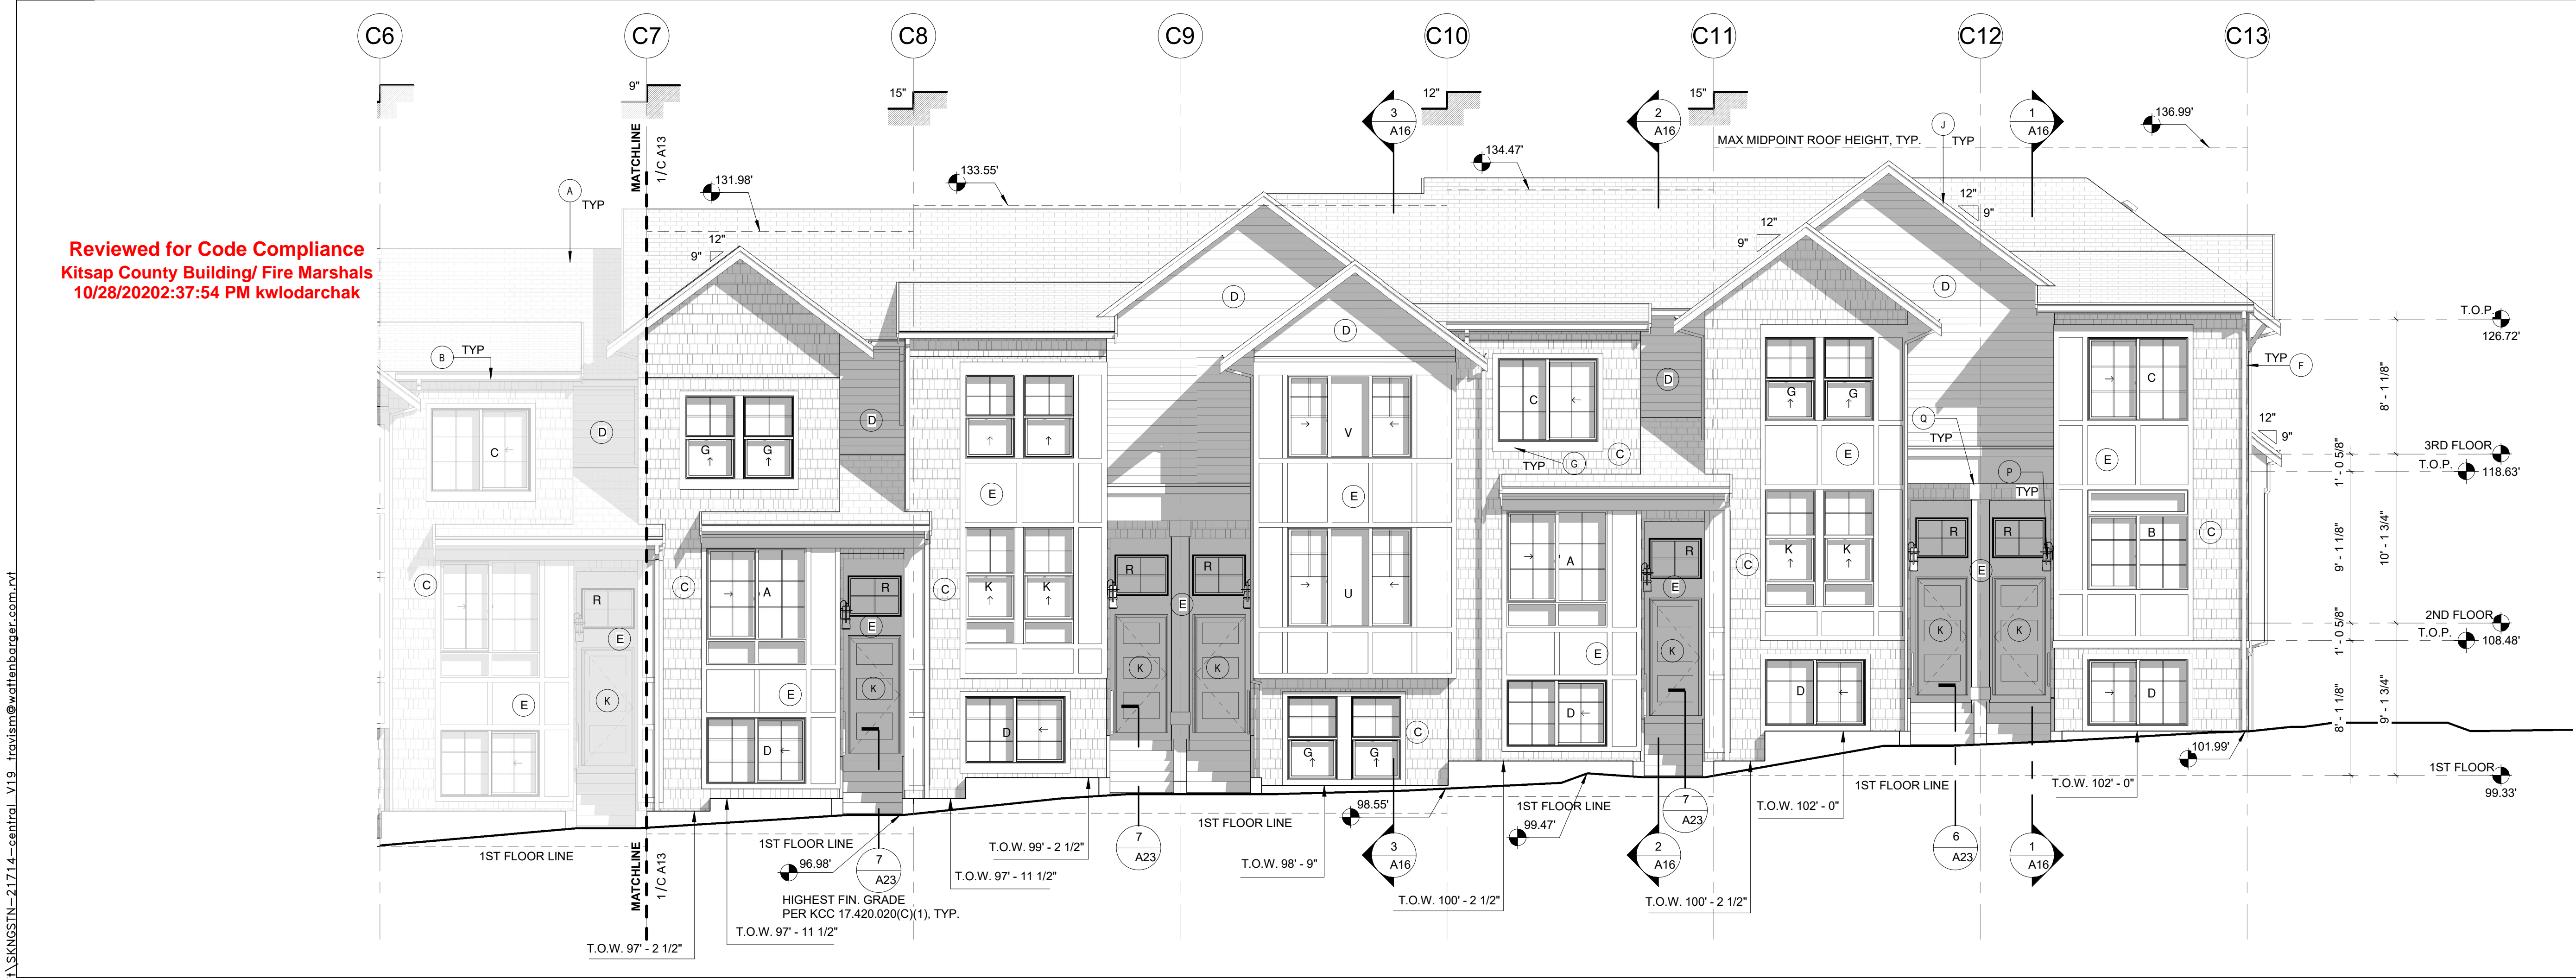 C6
C7
C8
C9
C10
C11
C12
C13
9"
15"
12"
15"
MATCHLINE
1 / C A13
3
A16
2
A16
1
A16
J
TYP
136.99'
MAX MIDPOINT ROOF HEIGHT, TYP.
134.47'
133.55'
131.98'
A
TYP
12"
9"
12"
9"
12"
9"
Reviewed for Code Compliance
Kitsap County Building/ Fire Marshals
10/28/20202:37:54 PM kwlodarchak
D
D
D
T.O.P.
126.72'
B
TYP
TYP
F
C
D
G
G
D
V
C
D
G
G
C
8' - 1 1/8"
Q
TYP
12"
9"
E
E
TYP
G
C
E
P
TYP
E
3RD FLOOR
T.O.P.
118.63'
1' - 0 5/8"
C
R
E
C
A
R
E
C
K
K
R
R
E
U
A
R
E
C
K
K
R
R
E
B
C
9' - 1 1/8"
10' - 1 3/4"
2ND FLOOR
T.O.P.
108.48'
1' - 0 5/8"
E
K
E
K
D
D
K
K
G
G
C
E
D
K
D
K
K
D
8' - 1 1/8"
9' - 1 3/4"
101.99'
1ST FLOOR
99.33'
1ST FLOOR LINE
1ST FLOOR LINE
1ST FLOOR LINE
1ST FLOOR LINE
1ST FLOOR LINE
96.98'
98.55'
99.47'
T.O.W. 102' - 0"
T.O.W. 102' - 0"
7
A23
7
A23
7
A23
6
A23
3
A16
2
A16
1
A16
T.O.W. 99' - 2 1/2"
T.O.W. 97' - 11 1/2"
T.O.W. 98' - 9"
T.O.W. 100' - 2 1/2"
T.O.W. 100' - 2 1/2"
HIGHEST FIN. GRADE
PER KCC 17.420.020(C)(1), TYP.
T.O.W. 97' - 11 1/2"
T.O.W. 97' - 2 1/2"
MATCHLINE
1 / C A13
t\SKNGSTN-21714-central_V19_travism@wattenbarger.com.rvt